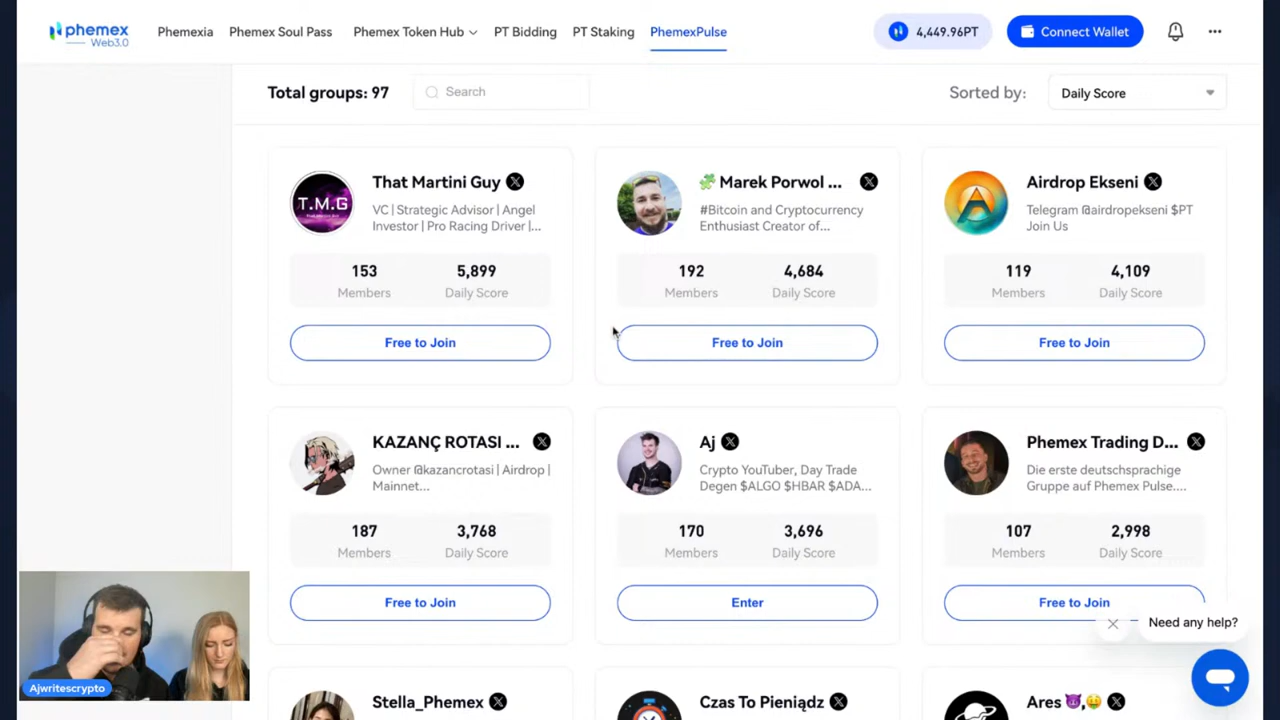 phemex
Web3.0
Phemexia
Phemex Soul Pass
Phemex Token Hub
PT Bidding
PT Staking
PhemexPulse
4,449.96PT
Connect Wallet
Total groups: 97
Search
Sorted by:
Daily Score
T.M.G
That Martini Guy
VC | Strategic Advisor | Angel
Investor | Pro Racing Driver |...
153
Members
5,899
Daily Score
Free to Join
Marek Porwol ...
#Bitcoin and Cryptocurrency
Enthusiast Creator of...
192
Members
4,684
Daily Score
Free to Join
Airdrop Ekseni
Telegram @airdropekseni $PT
Join Us
119
Members
4,109
Daily Score
Free to Join
KAZANÇ ROTASI ...
Owner @kazancrotasi | Airdrop |
Mainnet...
187
Members
3,768
Daily Score
Free to Join
Aj
Crypto YouTuber, Day Trade
Degen $ALGO $HBAR $ADA...
170
Members
3,696
Daily Score
Enter
Phemex Trading D...
Die erste deutschsprachige
Gruppe auf Phemex Pulse....
107
Members
2,998
Daily Score
Free to Join
Need any help?
Ajwritescrypto
Stella_Phemex
Czas To Pieniądz
Ares 😈,🤑